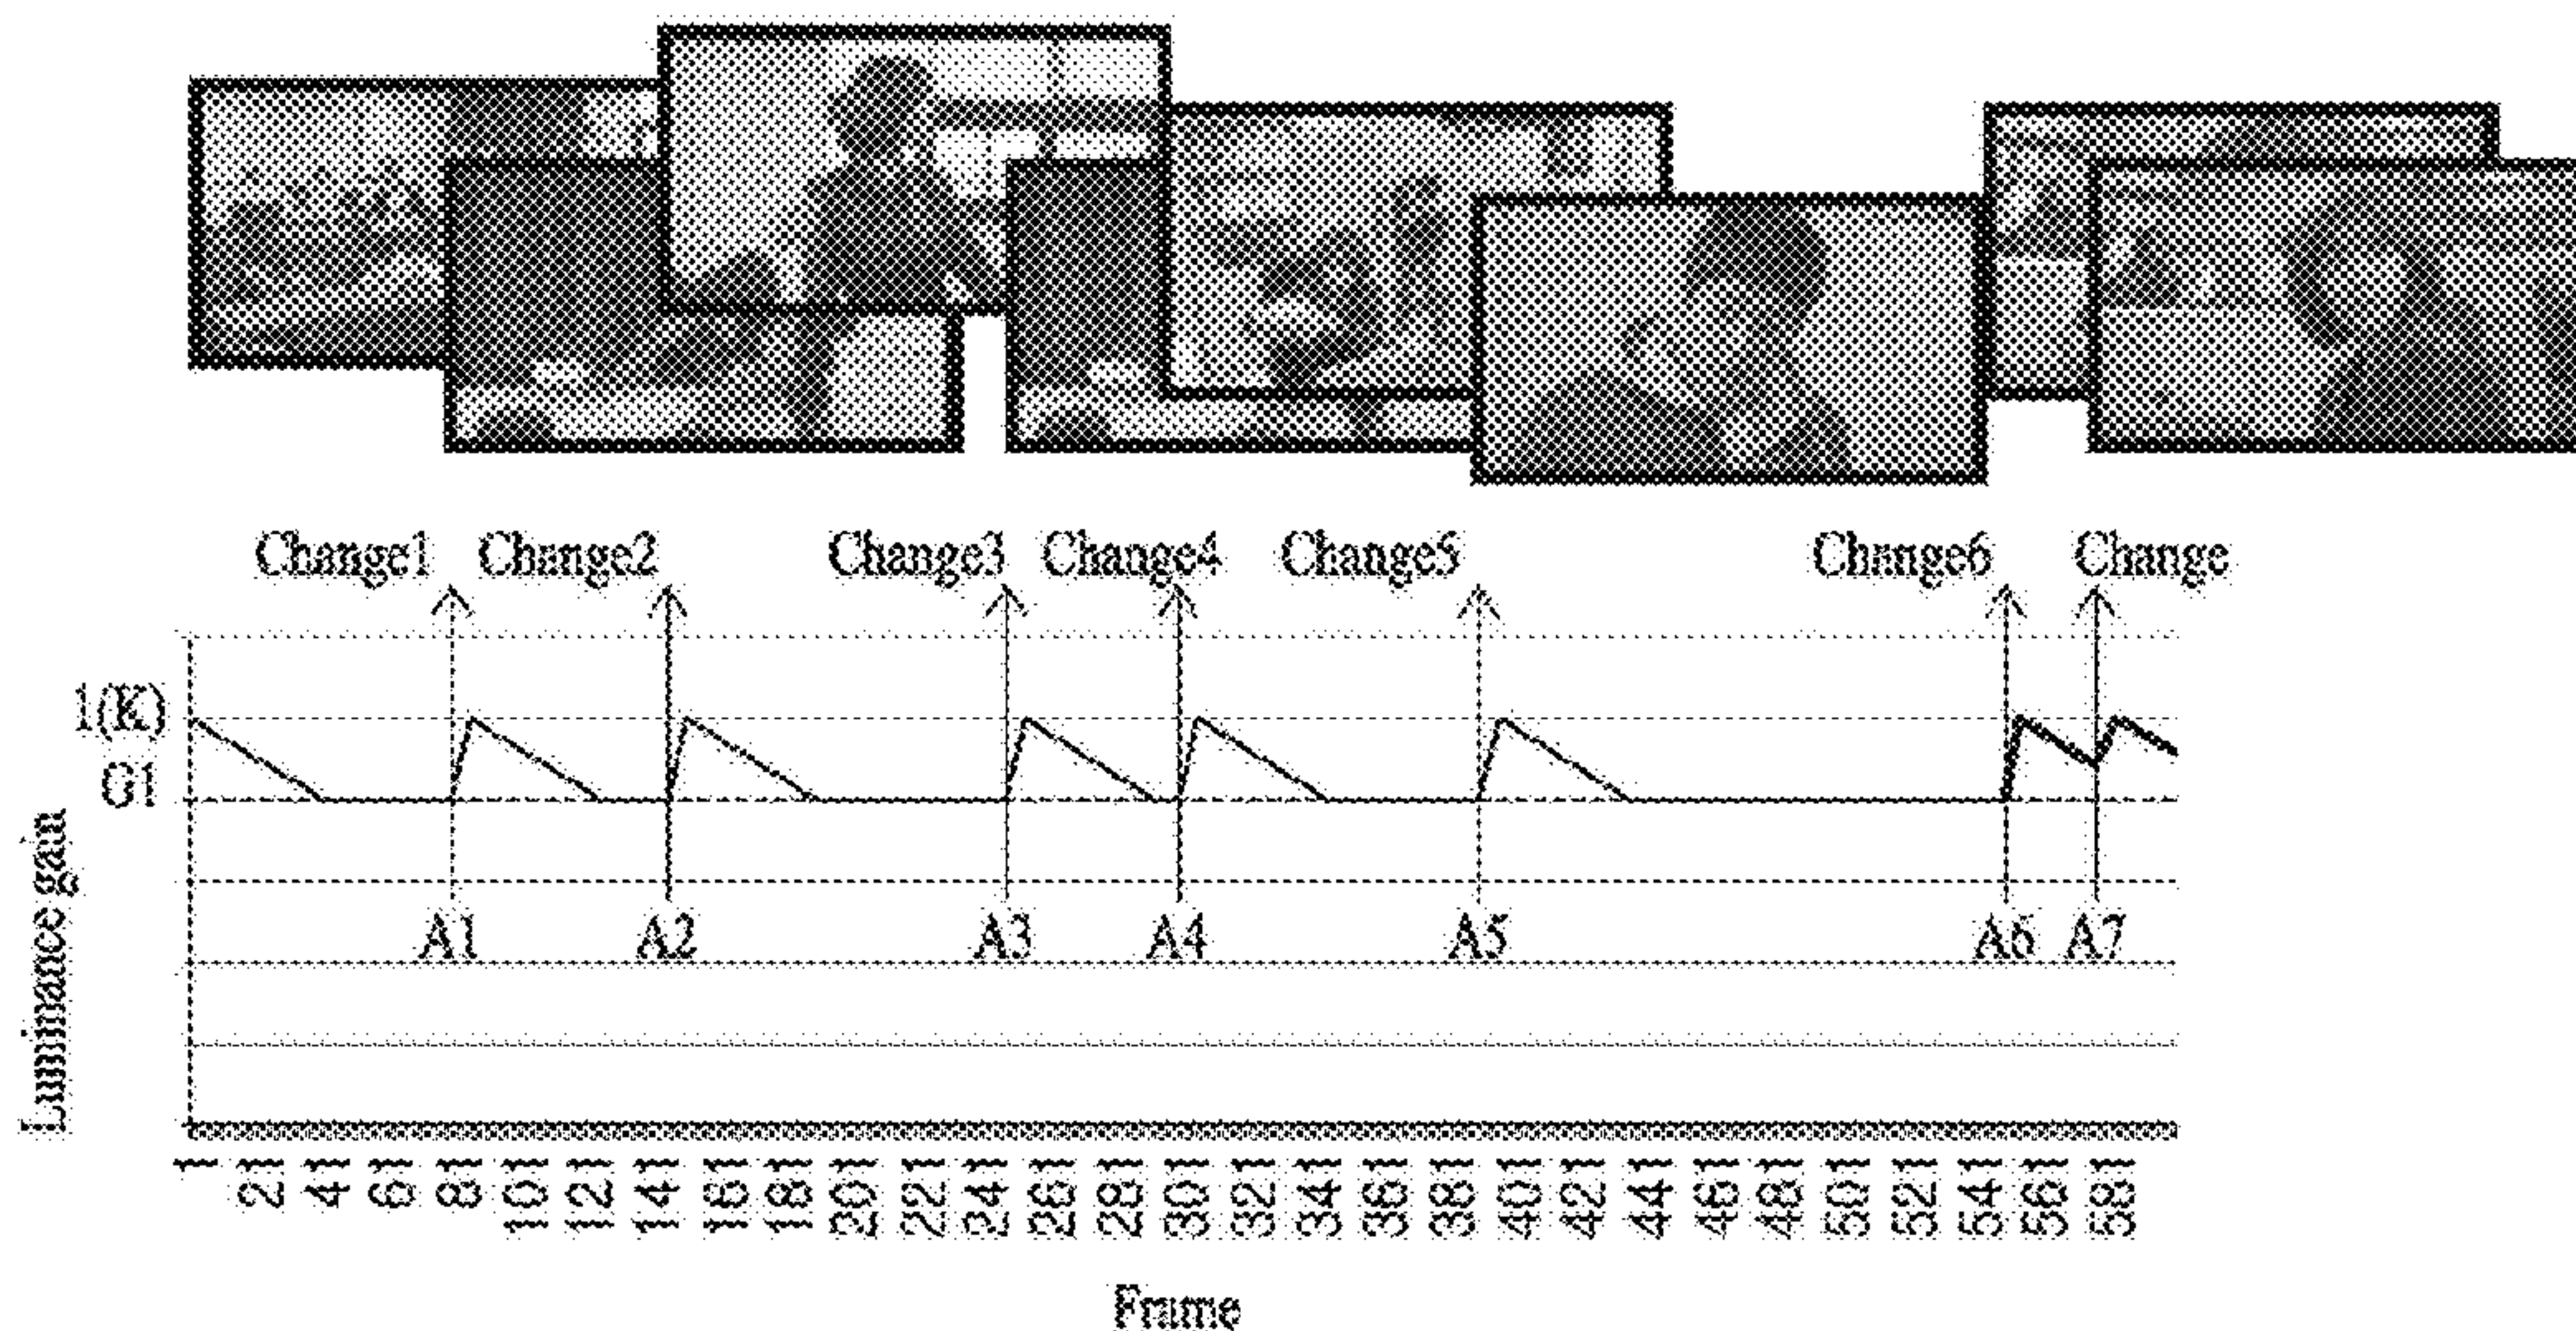 Change1 Change2 Change3 Change4 Change5 Change6 Change
1(K)
G1
A1 A2 A3 A4 A5 A6 A7
Luminance gain
1 21 41 61 81 101 121 141 161 181 201 221 241 261 281 301 321 341 361 381 401 421 441 461 481 501 521 541 561 581
Frame